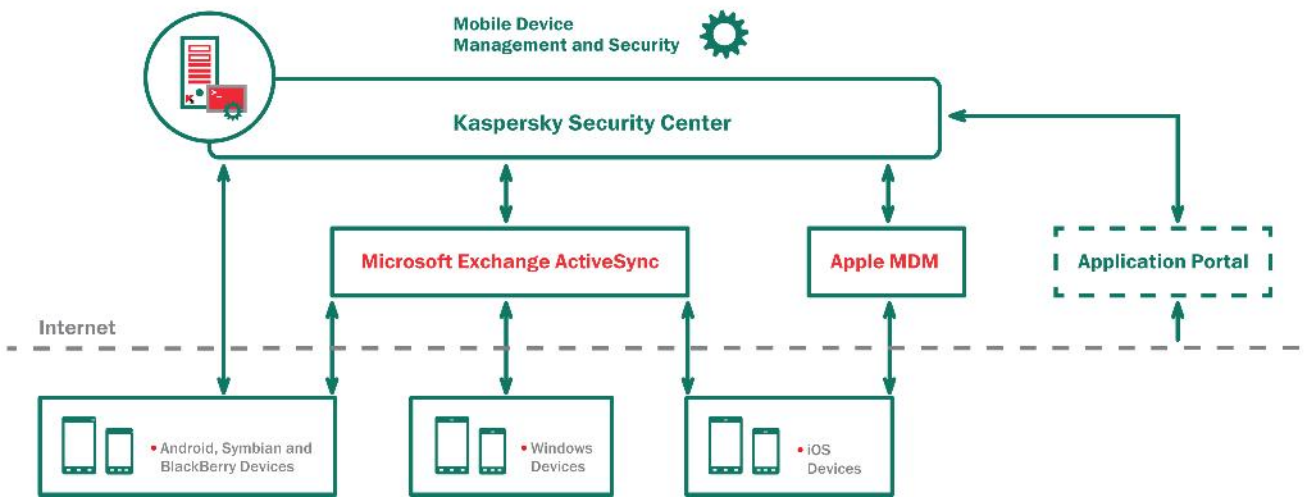 Mobile Device
Management and Security
>_
Kaspersky Security Center
Microsoft Exchange ActiveSync
Apple MDM
Application Portal
Internet
• Android, Symbian and
BlackBerry Devices
• Windows
Devices
• iOS
Devices